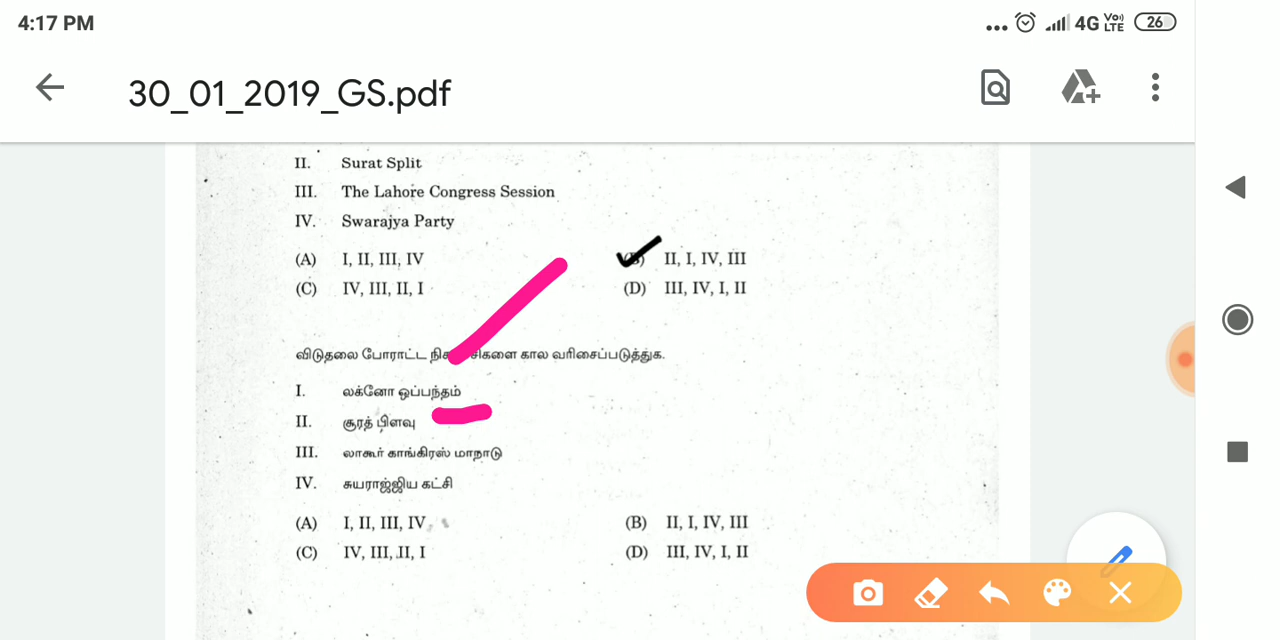 4:17 PM
4G VoLTE 26
30_01_2019_GS.pdf
II. Surat Split
III. The Lahore Congress Session
IV. Swarajya Party
(A) I, II, III, IV (B) II, I, IV, III
(C) IV, III, II, I (D) III, IV, I, II
விடுதலை போராட்ட கால வரிசைப்படுத்துக.
I. லக்னோ ஒப்பந்தம்
II. சூரத் பிளவு
III. லாகூர் காங்கிரஸ் மாநாடு
IV. சுயராஜ்ஜிய கட்சி
(A) I, II, III, IV (B) II, I, IV, III
(C) IV, III, II, I (D) III, IV, I, II